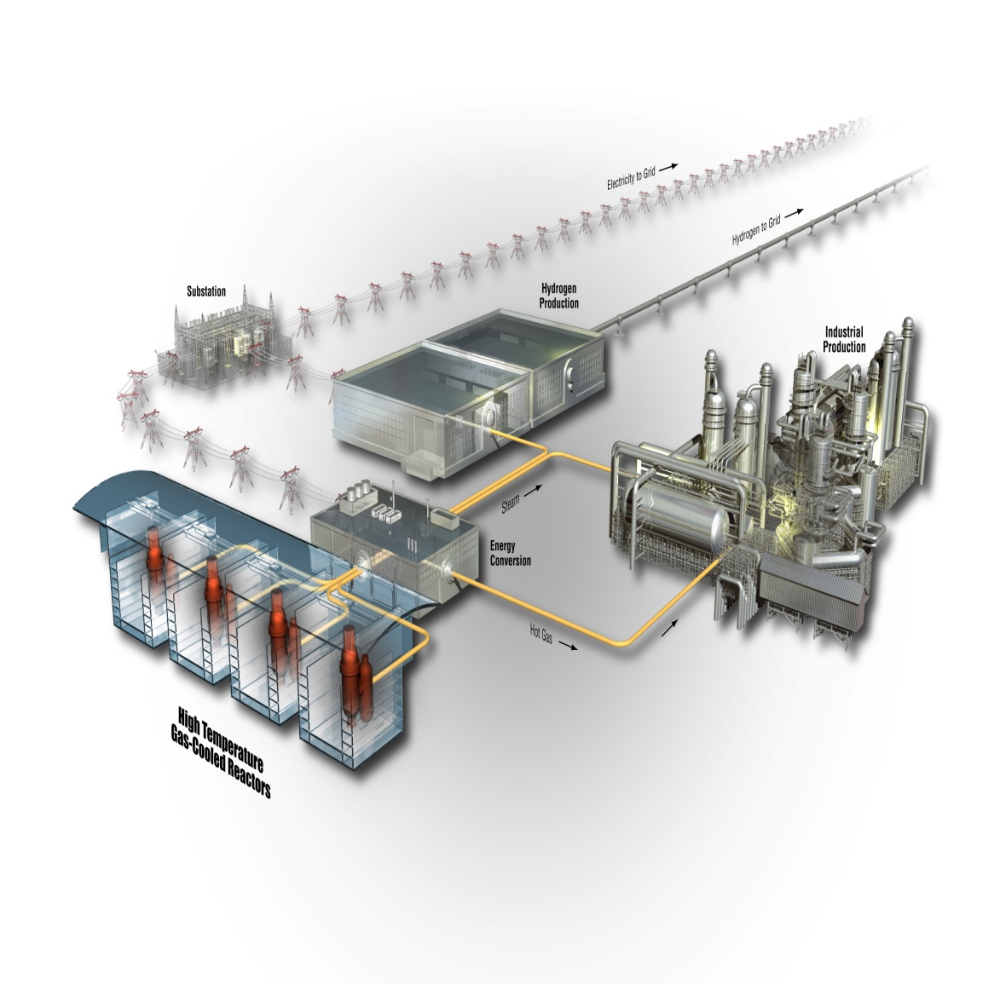 Electricity to Grid
Hydrogen to Grid
Substation
Hydrogen
Production
Industrial
Production
Steam
Energy
Conversion
Hot Gas
High Temperature
Gas-Cooled Reactors